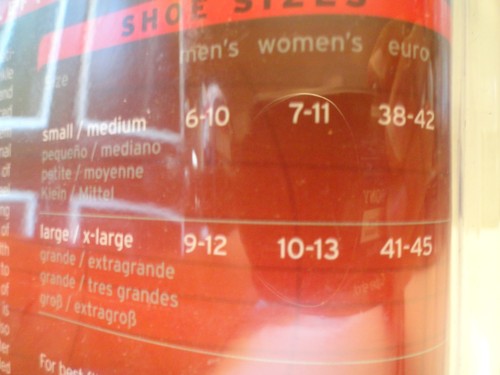 SHOE SIZES
size men's women's euro
small / medium 6-10 7-11 38-42
pequeño / mediano
petite / moyenne
Klein / Mittel
large / x-large 9-12 10-13 41-45
grande / extragrande
grande / tres grandes
groß / extragroß
For best